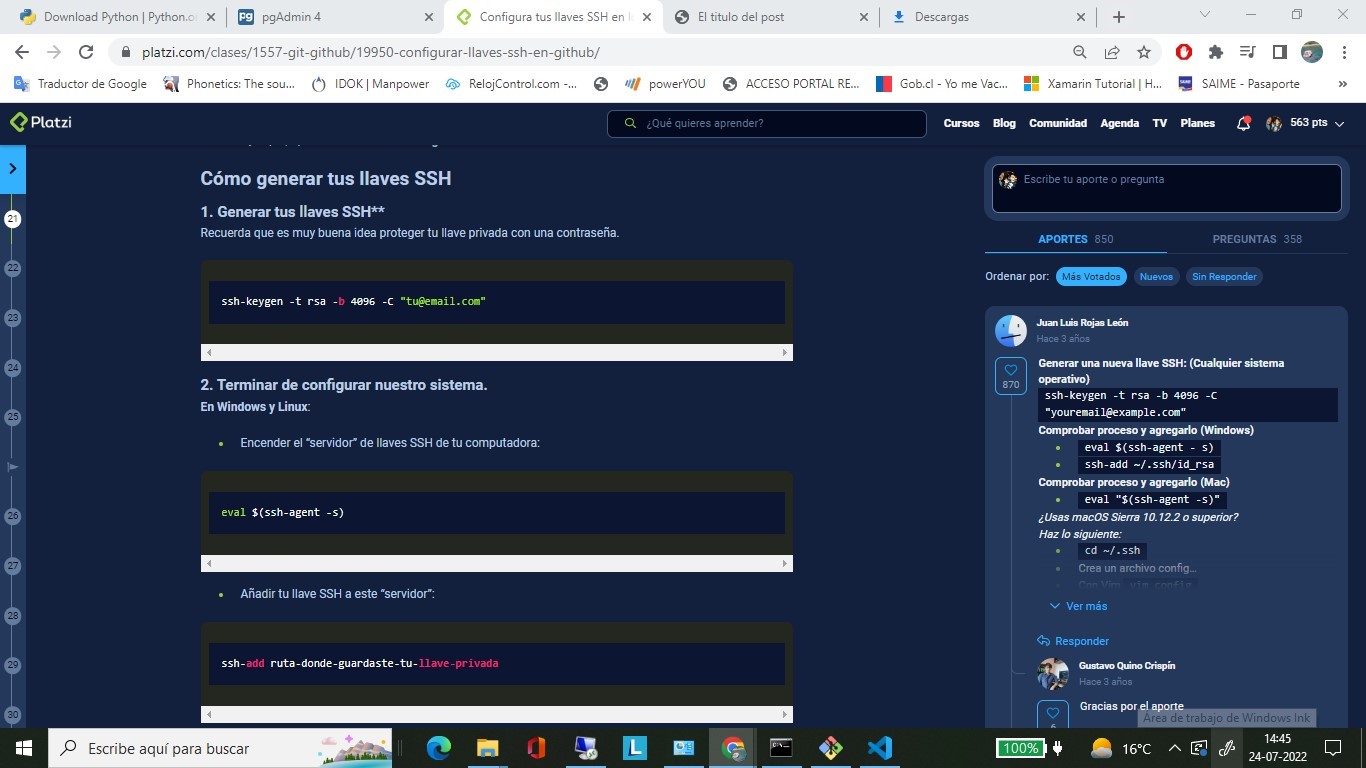 Download Python | Python.or
pgAdmin 4
Configura tus llaves SSH en l
El titulo del post
Descargas
platzi.com/clases/1557-git-github/19950-configurar-llaves-ssh-en-github/
Traductor de Google
Phonetics: The sou...
IDOK | Manpower
RelojControl.com -...
powerYOU
ACCESO PORTAL RE...
Gob.cl - Yo me Vac...
Xamarin Tutorial | H...
SAIME - Pasaporte
»
Platzi
¿Qué quieres aprender?
Cursos
Blog
Comunidad
Agenda
TV
Planes
563 pts
21
22
23
24
25
26
27
28
29
30
Cómo generar tus llaves SSH
1. Generar tus llaves SSH**
Recuerda que es muy buena idea proteger tu llave privada con una contraseña.
ssh-keygen -t rsa -b 4096 -C "tu@email.com"
2. Terminar de configurar nuestro sistema.
En Windows y Linux:
• Encender el “servidor” de llaves SSH de tu computadora:
eval $(ssh-agent -s)
• Añadir tu llave SSH a este “servidor”:
ssh-add ruta-donde-guardaste-tu-llave-privada
Escribe tu aporte o pregunta
APORTES 850
PREGUNTAS 358
Ordenar por:
Más Votados
Nuevos
Sin Responder
Juan Luis Rojas León
Hace 3 años
870
Generar una nueva llave SSH: (Cualquier sistema
operativo)
ssh-keygen -t rsa -b 4096 -C
"youremail@example.com"
Comprobar proceso y agregarlo (Windows)
• eval $(ssh-agent - s)
• ssh-add ~/.ssh/id_rsa
Comprobar proceso y agregarlo (Mac)
• eval "$(ssh-agent -s)"
¿Usas macOS Sierra 10.12.2 o superior?
Haz lo siguiente:
• cd ~/.ssh
• Crea un archivo config...
• Con Vim vim config
Ver más
Responder
Gustavo Quino Crispín
Hace 3 años
Gracias por el aporte
6
Área de trabajo de Windows Ink
Escribe aquí para buscar
100%
16°C
14:45
24-07-2022